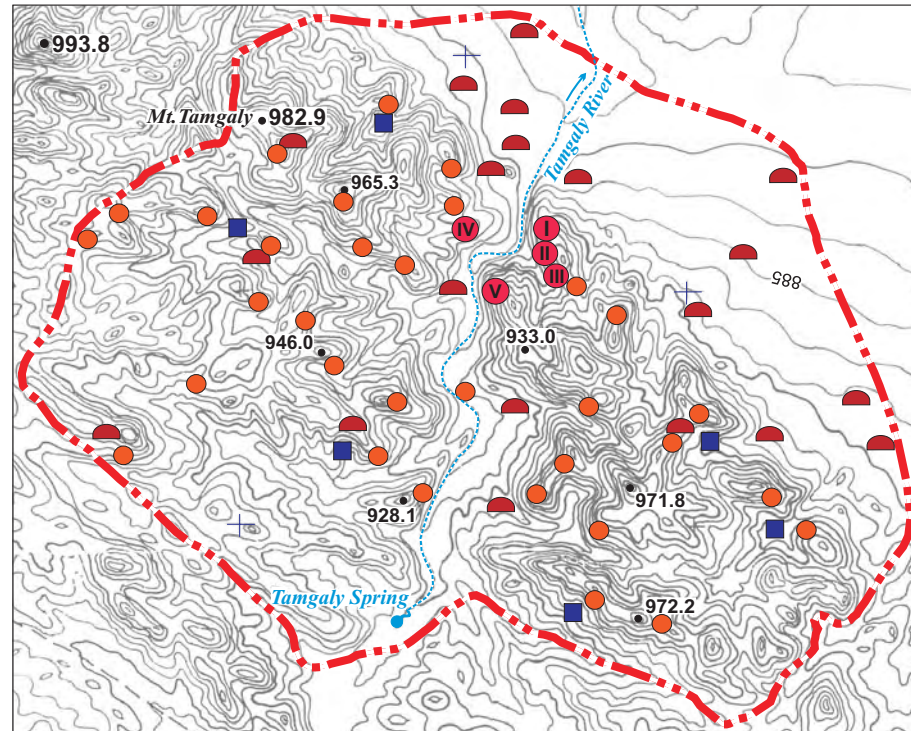 993.8
Mt. Tamgaly
982.9
Tamgaly River
965.3
IV
I
II
III
V
885
933.0
946.0
971.8
928.1
Tamgaly Spring
972.2